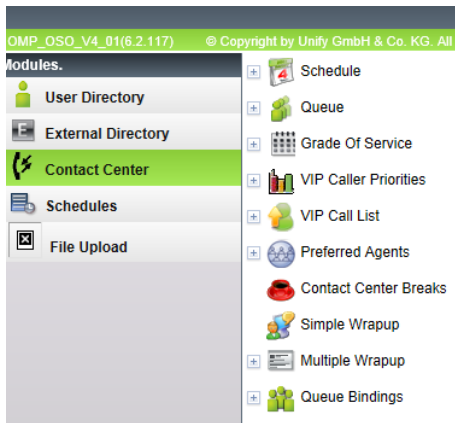 OMP_OSO_V4_01(6.2.117) © Copyright by Unify GmbH & Co. KG. All
Modules.
User Directory
External Directory
Contact Center
Schedules
File Upload
Schedule
Queue
Grade Of Service
VIP Caller Priorities
VIP Call List
Preferred Agents
Contact Center Breaks
Simple Wrapup
Multiple Wrapup
Queue Bindings